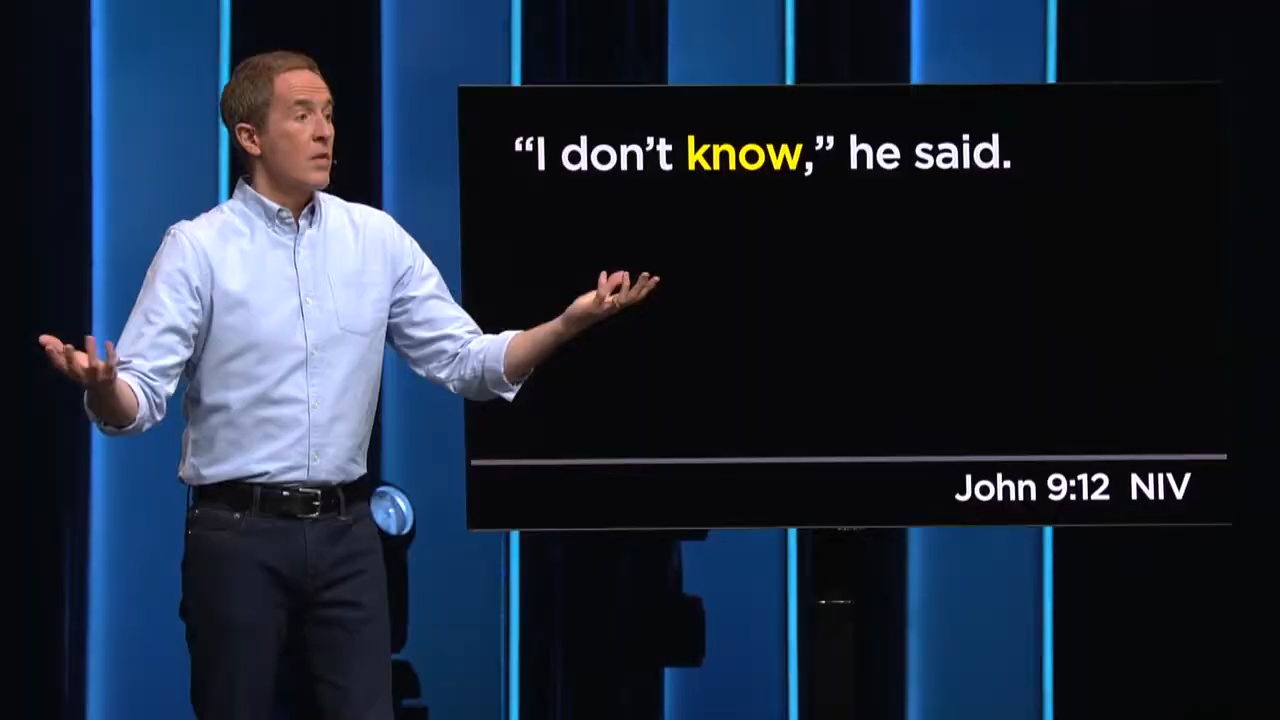 “I don’t know,” he said.
John 9:12 NIV